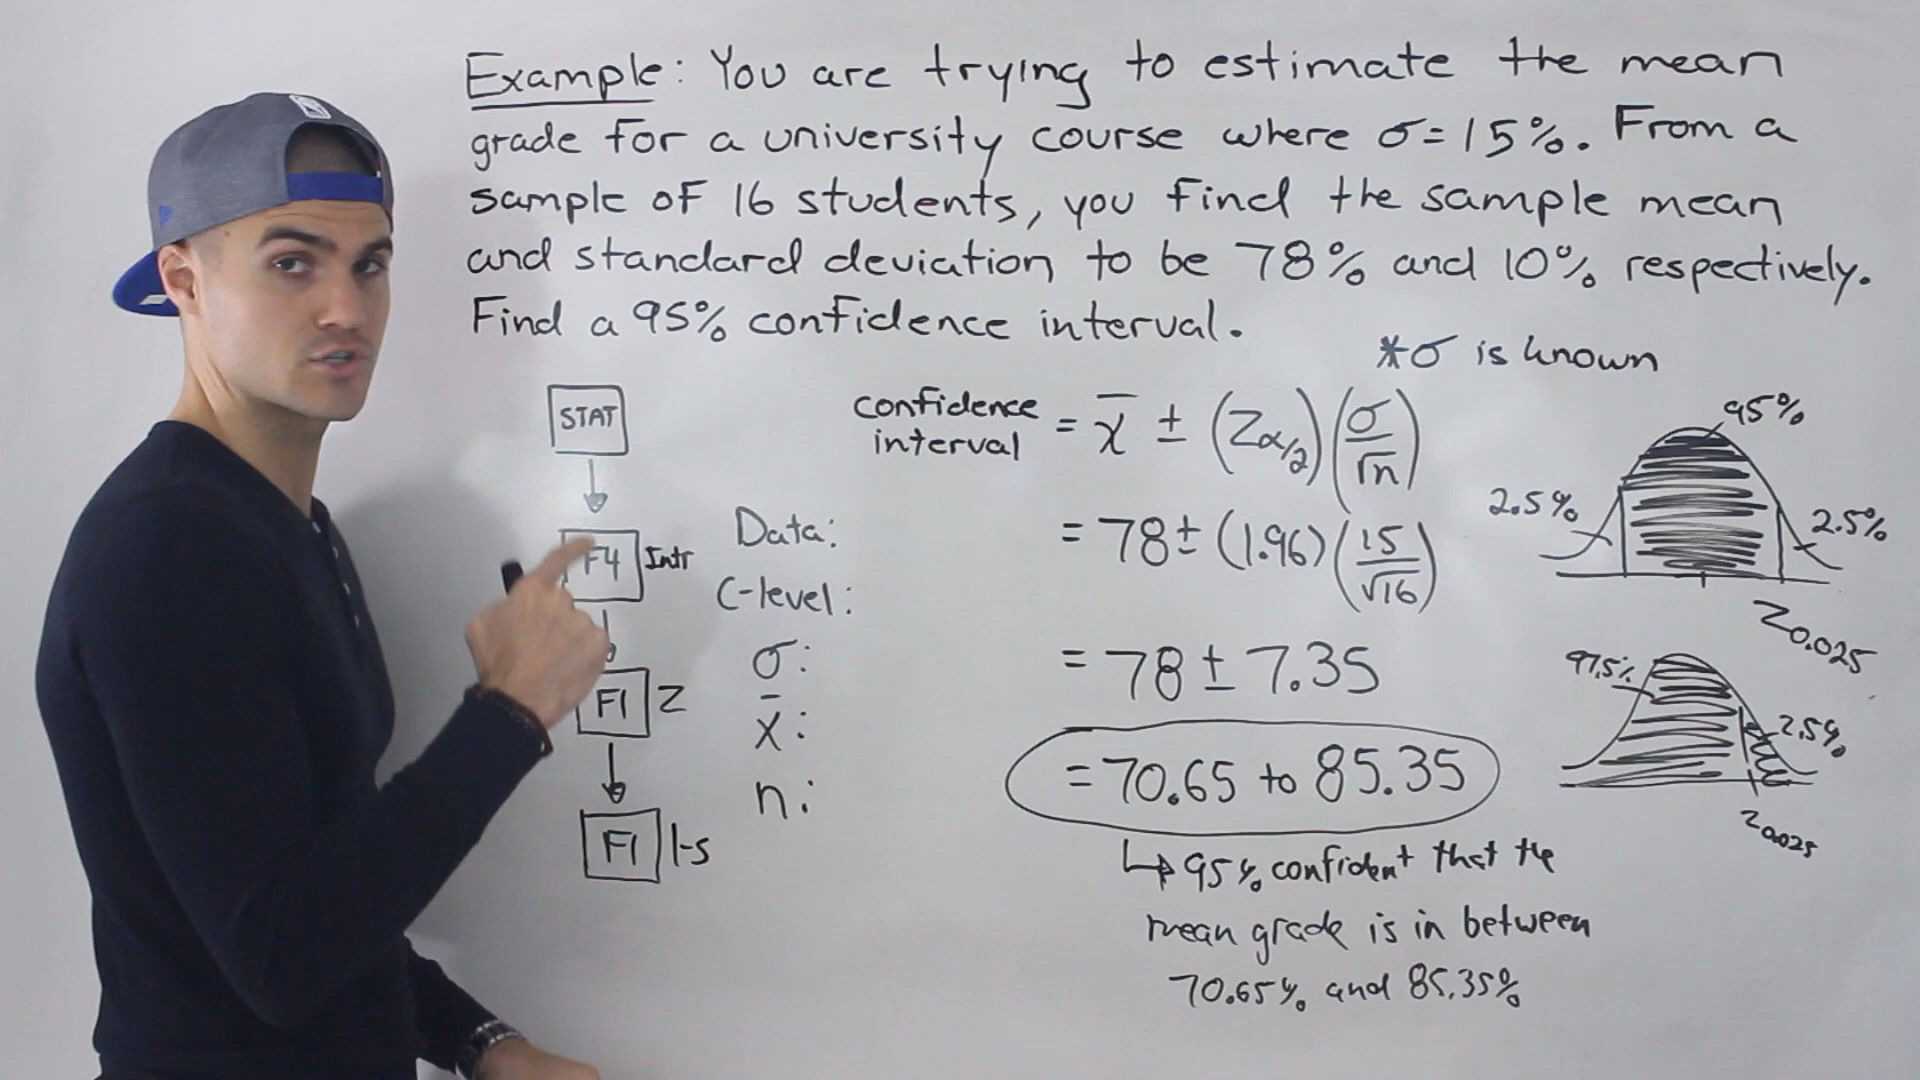 Example: You are trying to estimate the mean
grade for a university course where σ=15%. From a
sample of 16 students, you find the sample mean
and standard deviation to be 78% and 10% respectively.
Find a 95% confidence interval.
*σ is known
STAT
F4 Intr
F1 Z
F1 1-s
Data:
C-level:
σ:
x̄:
n:
confidence interval = x̄ ± (Zα/2)(σ/√n)
= 78 ± (1.96)(15/√16)
= 78 ± 7.35
= 70.65 to 85.35
↳ 95% confident that the
mean grade is in between
70.65% and 85.35%
95%
2.5%
2.5%
Z0.025
97.5%
2.5%
Z0.025